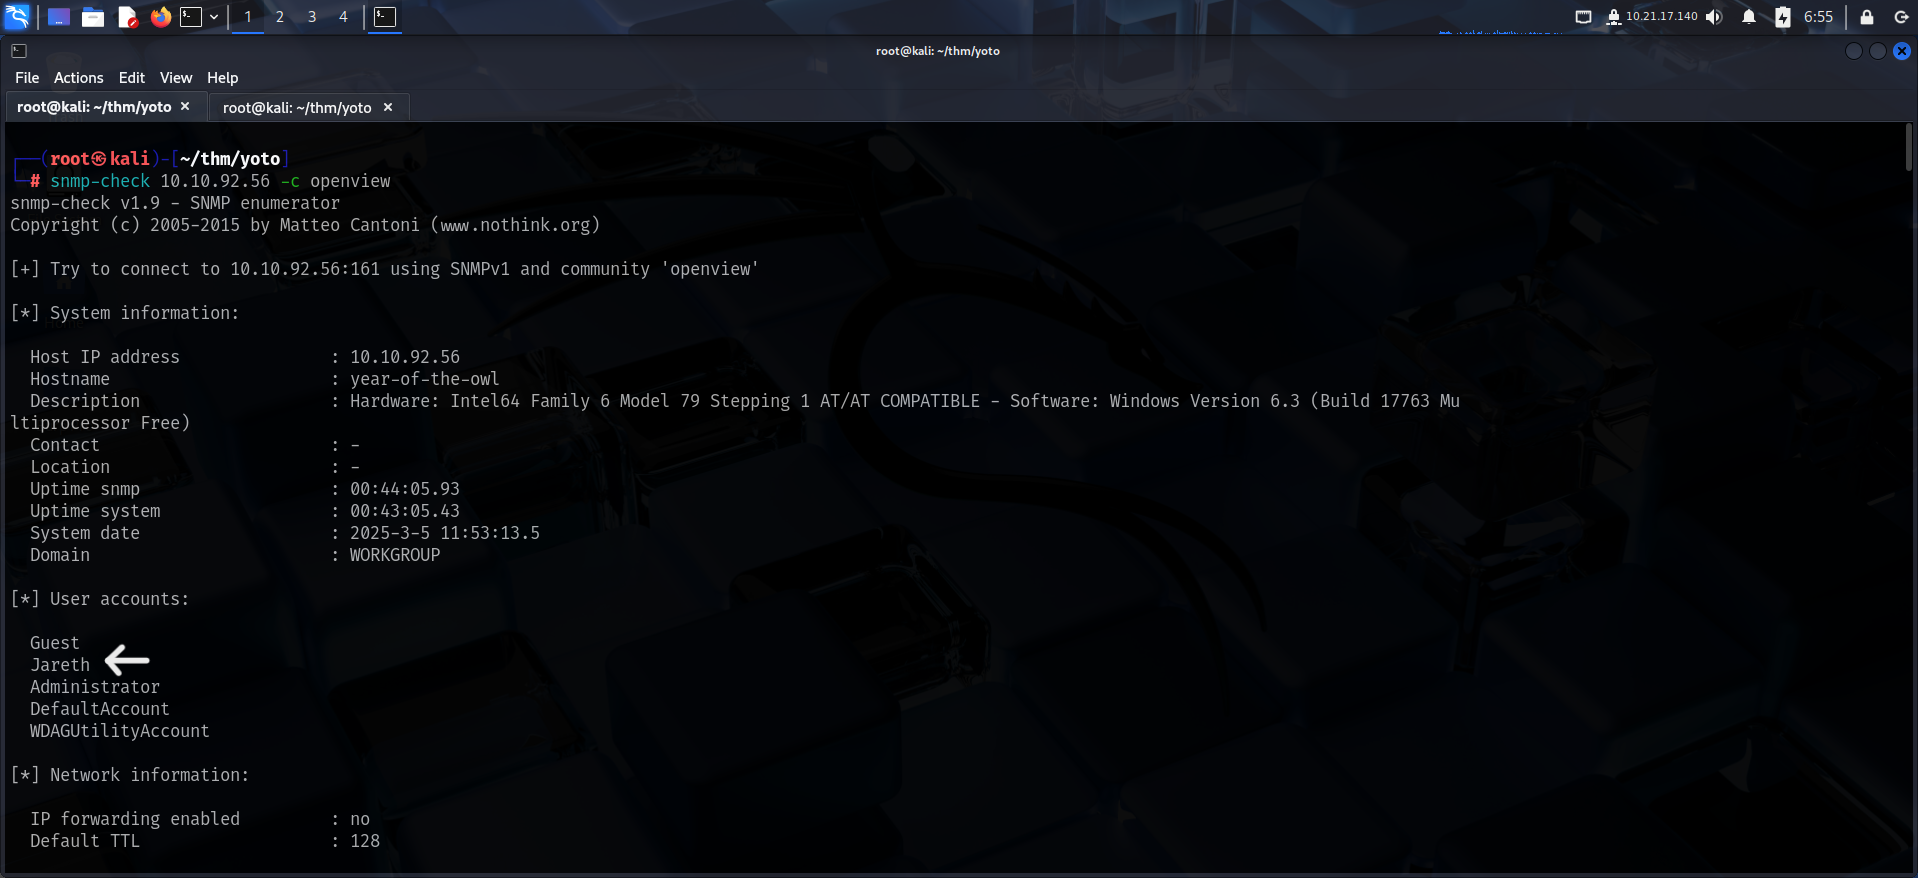 1 2 3 4 10.21.17.140 6:55
root@kali: ~/thm/yoto
File Actions Edit View Help
root@kali: ~/thm/yoto × root@kali: ~/thm/yoto ×
┌──(root㉿kali)-[~/thm/yoto]
└─# snmp-check 10.10.92.56 -c openview
snmp-check v1.9 - SNMP enumerator
Copyright (c) 2005-2015 by Matteo Cantoni (www.nothink.org)
[+] Try to connect to 10.10.92.56:161 using SNMPv1 and community 'openview'
[*] System information:
Host IP address : 10.10.92.56
Hostname : year-of-the-owl
Description : Hardware: Intel64 Family 6 Model 79 Stepping 1 AT/AT COMPATIBLE - Software: Windows Version 6.3 (Build 17763 Mu
ltiprocessor Free)
Contact : -
Location : -
Uptime snmp : 00:44:05.93
Uptime system : 00:43:05.43
System date : 2025-3-5 11:53:13.5
Domain : WORKGROUP
[*] User accounts:
Guest
Jareth
Administrator
DefaultAccount
WDAGUtilityAccount
[*] Network information:
IP forwarding enabled : no
Default TTL : 128